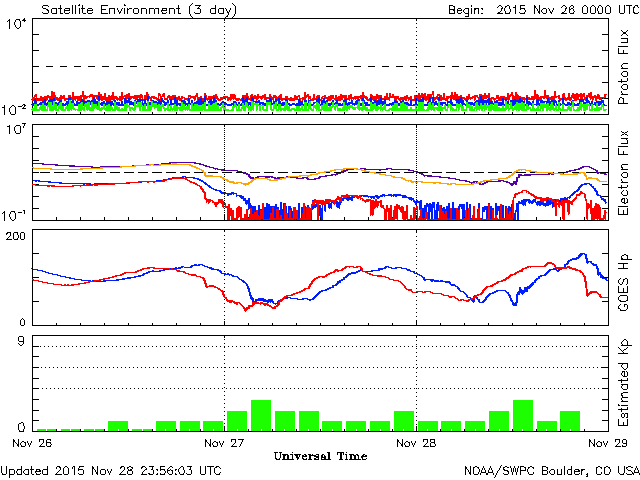 Satellite Environment (3 day) Begin: 2015 Nov 26 0000 UTC
10^4
10^-2
Proton Flux
10^7
10^-1
Electron Flux
200
0
GOES Hp
9
0
Estimated Kp
Nov 26 Nov 27 Nov 28 Nov 29
Universal Time
Updated 2015 Nov 28 23:56:03 UTC NOAA/SWPC Boulder, CO USA